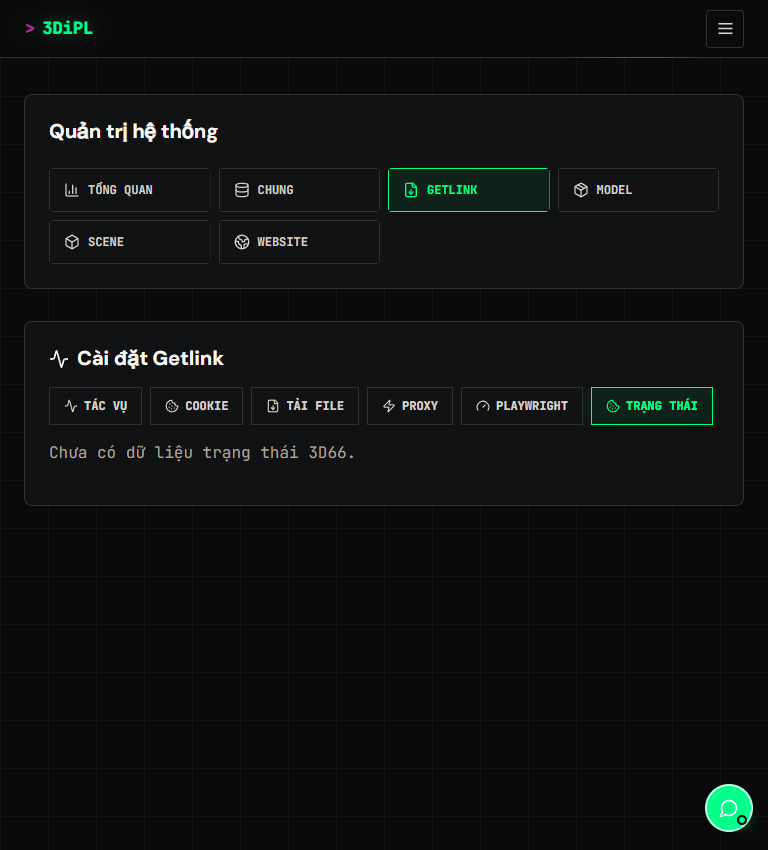 > 3DiPL
Quản trị hệ thống
TỔNG QUAN
CHUNG
GETLINK
MODEL
SCENE
WEBSITE
Cài đặt Getlink
TÁC VỤ
COOKIE
TẢI FILE
PROXY
PLAYWRIGHT
TRẠNG THÁI
Chưa có dữ liệu trạng thái 3D66.